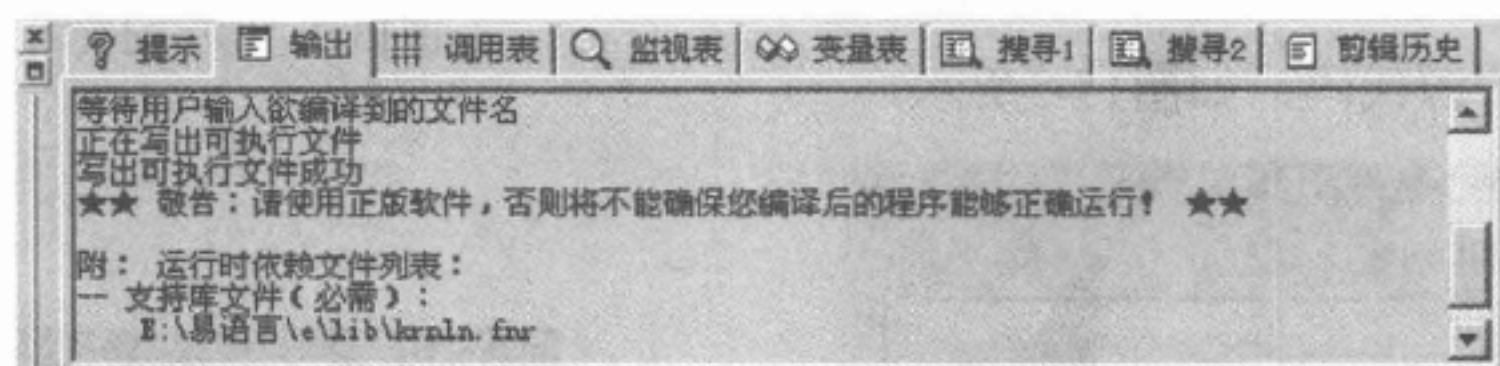 提示 输出 调用表 监视表 变量表 搜寻1 搜寻2 剪辑历史
等待用户输入欲编译到的文件名
正在写出可执行文件
写出可执行文件成功
★★ 敬告：请使用正版软件，否则将不能确保您编译后的程序能够正确运行！ ★★
附： 运行时依赖文件列表：
-- 支持库文件（必需）：
E:\易语言\e\lib\krnln.fnr